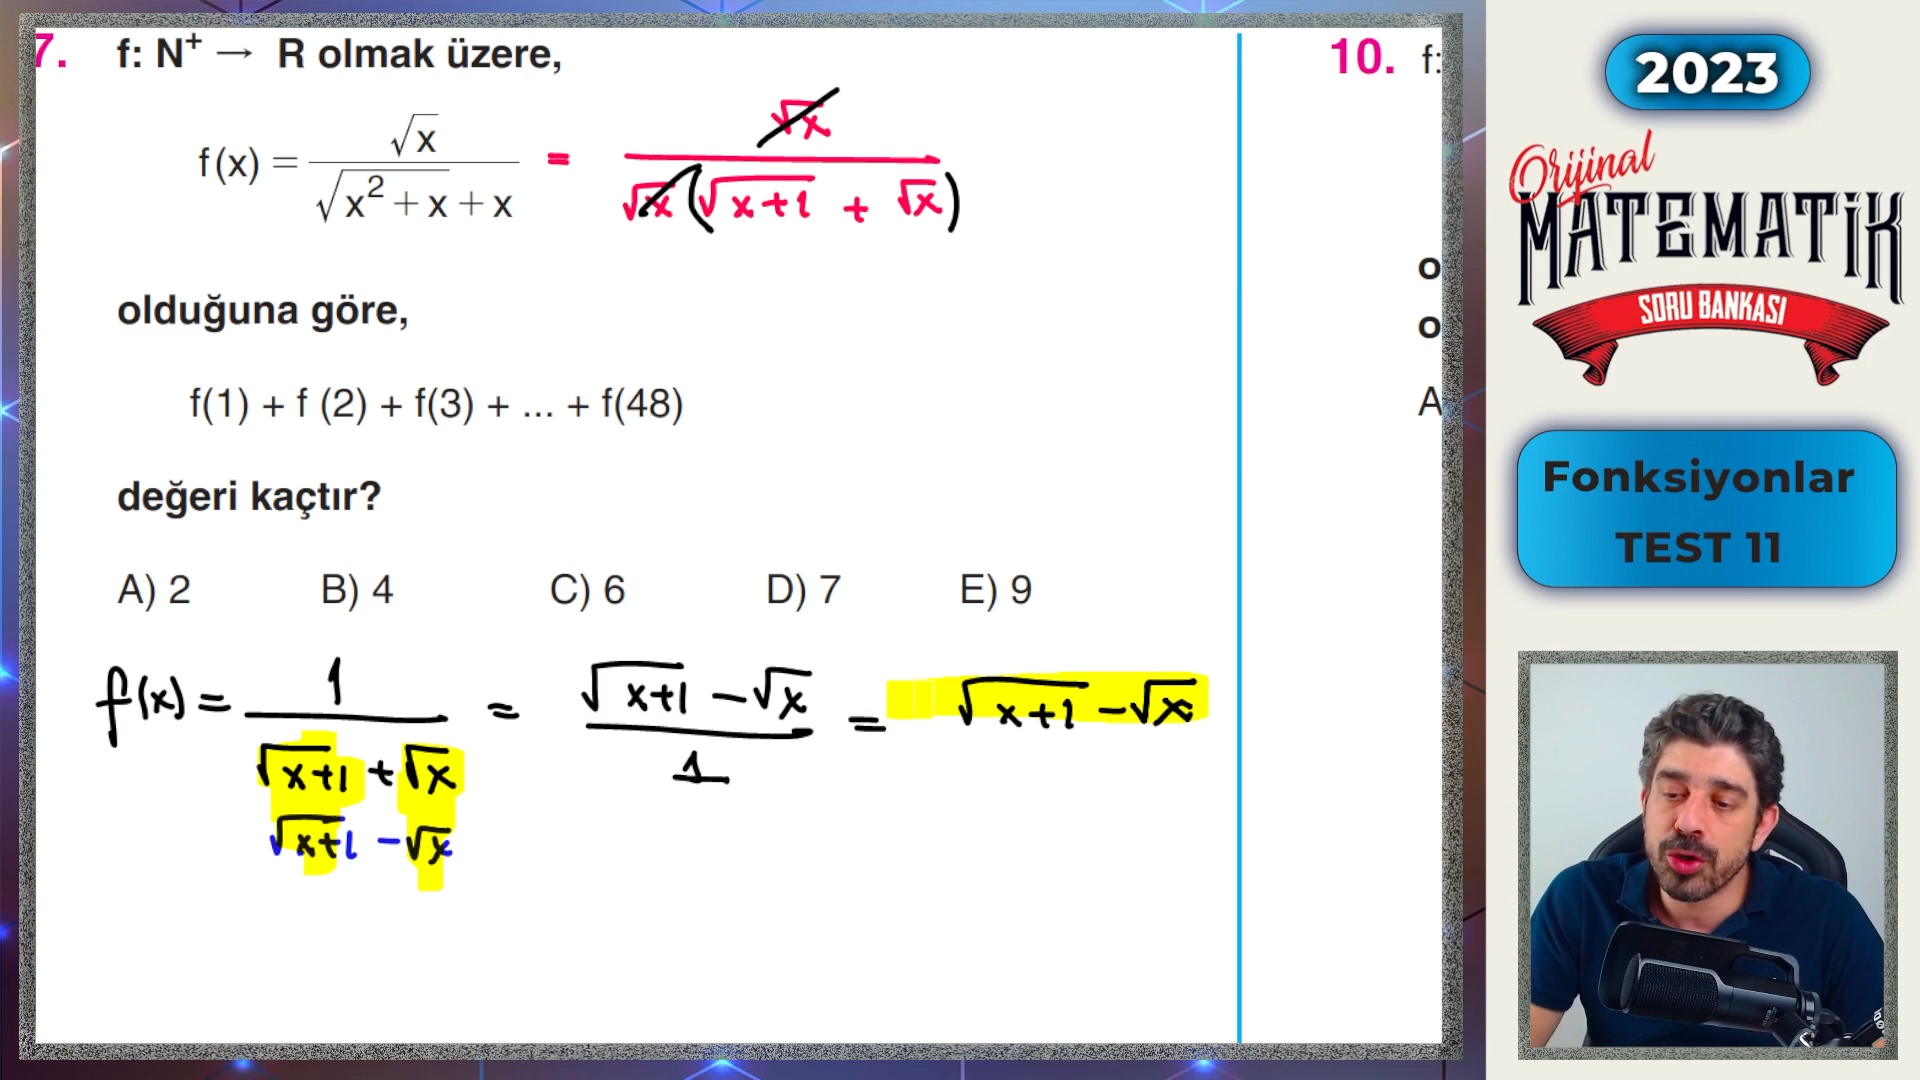 7. f: N⁺ → R olmak üzere,
f(x) = √x / (√(x² + x) + x) = √x / (√x (√(x+1) + √x))
olduğuna göre,
f(1) + f (2) + f(3) + ... + f(48)
değeri kaçtır?
A) 2 B) 4 C) 6 D) 7 E) 9
f(x) = 1 / (√(x+1) + √x) = (√(x+1) − √x) / 1 = √(x+1) − √x
√(x+1) − √x
10. f:
o
o
A
2023
Orijinal
MATEMATİK
SORU BANKASI
Fonksiyonlar
TEST 11